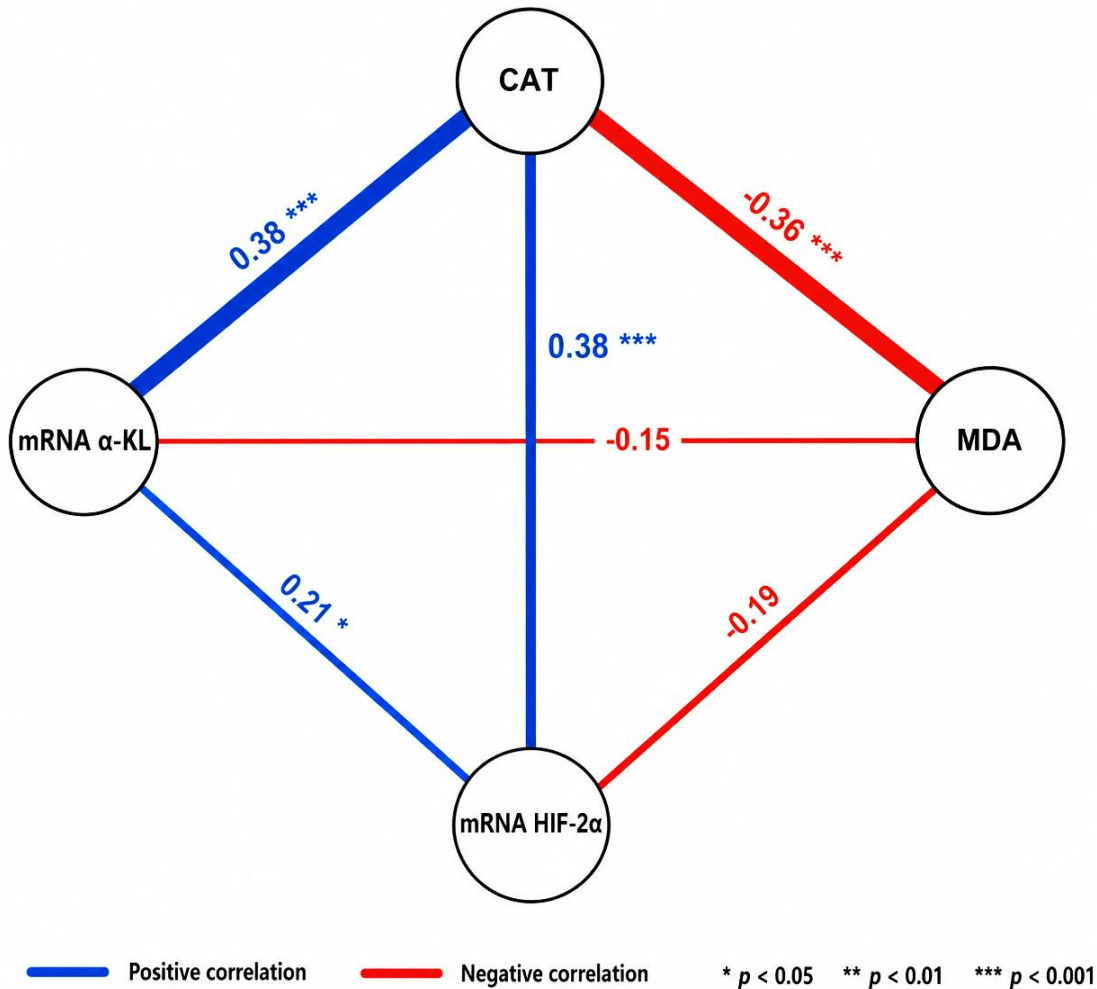 CAT
0.38 ***
-0.36 ***
0.38 ***
mRNA α-KL
-0.15
MDA
0.21 *
-0.19
mRNA HIF-2α
Positive correlation
Negative correlation
* p < 0.05 ** p < 0.01 *** p < 0.001